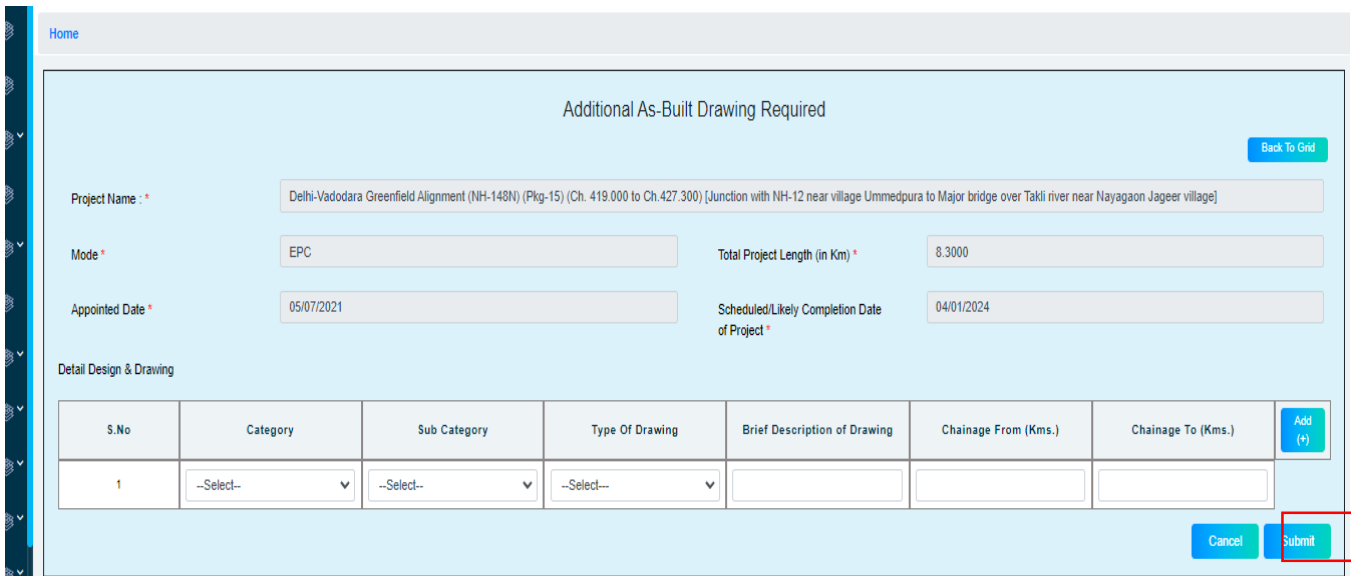 Home
Additional As-Built Drawing Required
Back To Grid
Project Name : * Delhi-Vadodara Greenfield Alignment (NH-148N) (Pkg-15) (Ch. 419.000 to Ch.427.300) [Junction with NH-12 near village Ummedpura to Major bridge over Takli river near Nayagaon Jageer village]
Mode * EPC Total Project Length (in Km) * 8.3000
Appointed Date * 05/07/2021 Scheduled/Likely Completion Date 04/01/2024
of Project *
Detail Design & Drawing
S.No Category Sub Category Type Of Drawing Brief Description of Drawing Chainage From (Kms.) Chainage To (Kms.) Add
(+)
1 --Select-- --Select-- --Select---
Cancel Submit